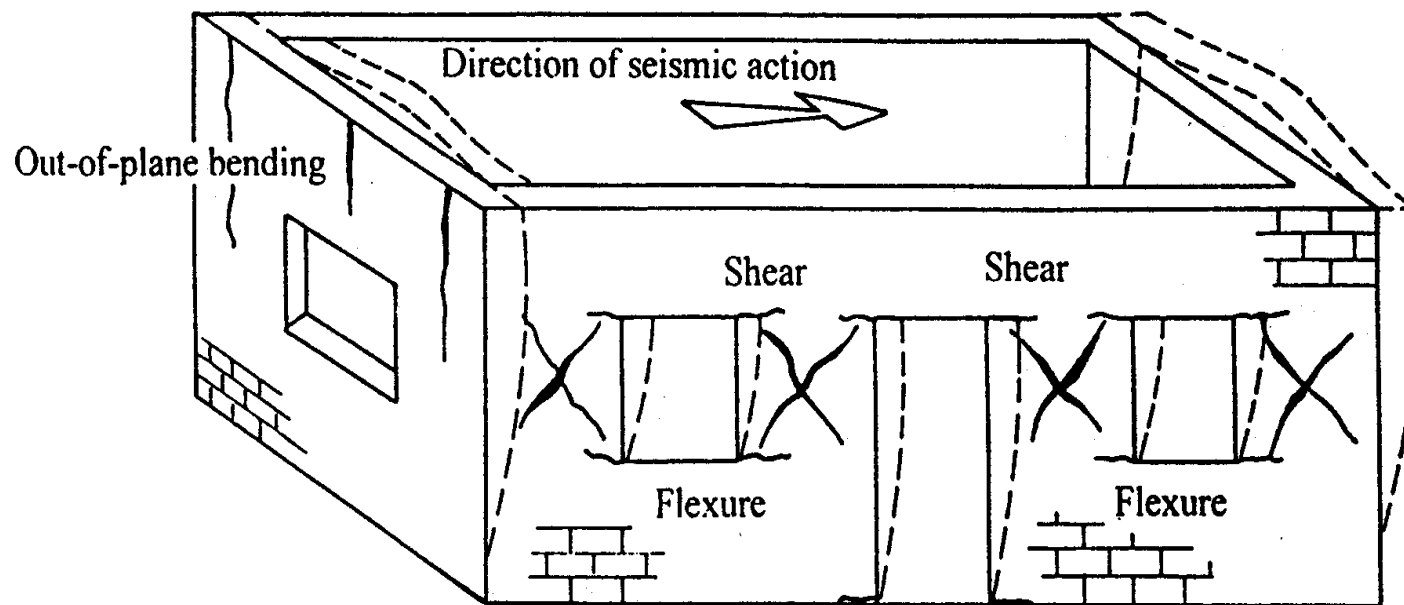 Direction of seismic action
Out-of-plane bending
Shear
Shear
Flexure
Flexure